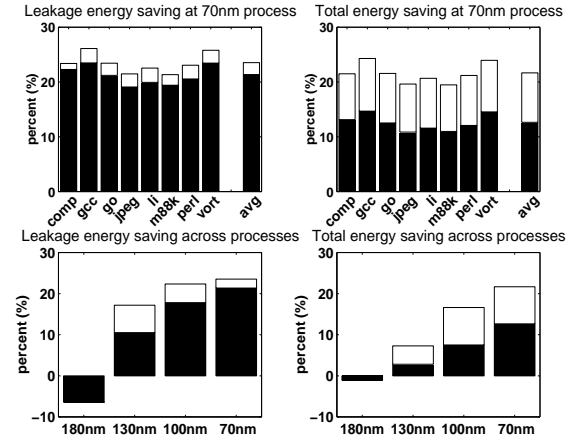 Leakage energy saving at 70nm process
30
20
10
0
percent (%)
comp gcc go jpeg li m88k perl vort avg
Total energy saving at 70nm process
30
20
10
0
percent (%)
comp gcc go jpeg li m88k perl vort avg
Leakage energy saving across processes
30
20
10
0
−10
percent (%)
180nm 130nm 100nm 70nm
Total energy saving across processes
30
20
10
0
−10
percent (%)
180nm 130nm 100nm 70nm